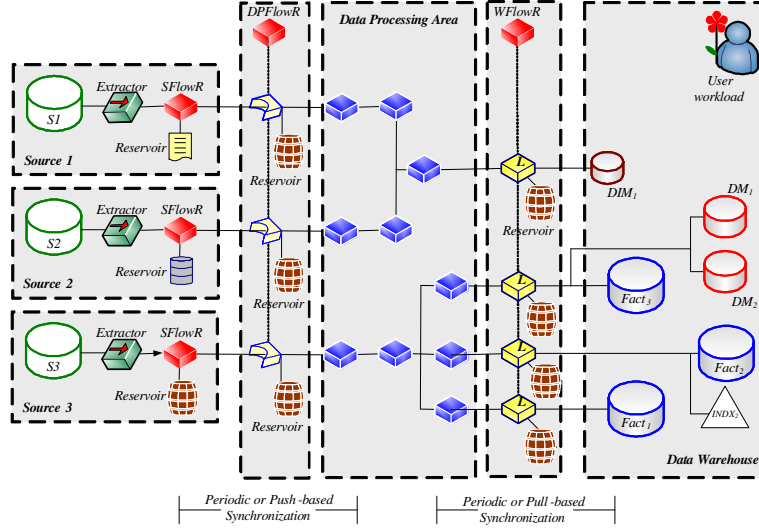 DPFlowR
Data Processing Area
WFlowR
User
workload
Extractor
SFlowR
S1
Reservoir
Source 1
Reservoir
L
DIM1
Reservoir
Extractor
SFlowR
S2
Reservoir
Source 2
Reservoir
DM1
DM2
L
Fact3
Extractor
SFlowR
S3
Reservoir
Source 3
Reservoir
L
Fact2
INDX2
L
Fact1
Data Warehouse
Periodic or Push -based
Synchronization
Periodic or Pull -based
Synchronization